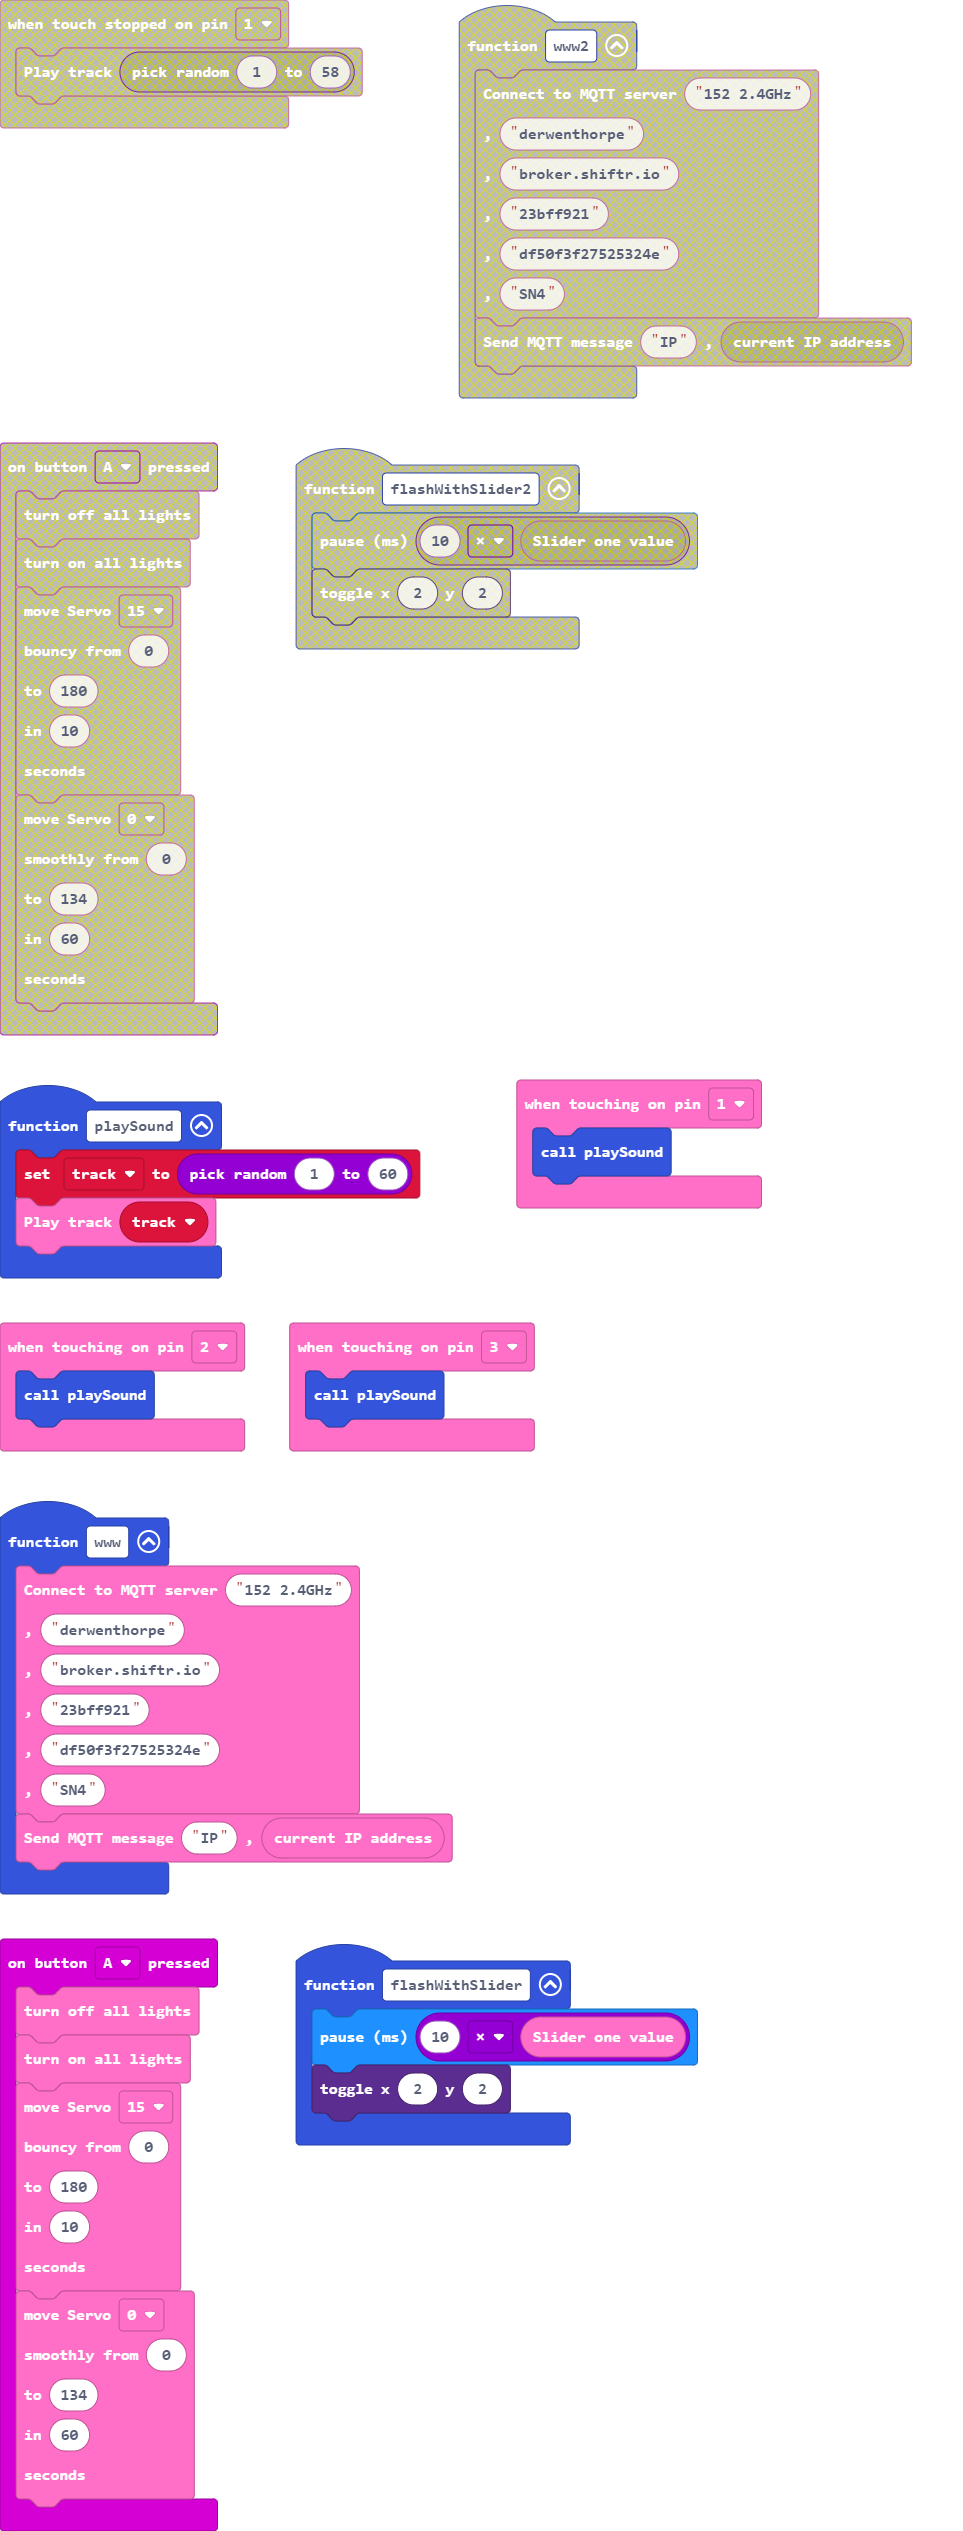 when touch stopped on pin 1
Play track pick random 1 to 58
function www2
Connect to MQTT server "152 2.4GHz"
, "derwenthorpe"
, "broker.shiftr.io"
, "23bff921"
, "df50f3f27525324e"
, "SN4"
Send MQTT message "IP" , current IP address
on button A pressed
turn off all lights
turn on all lights
move Servo 15
bouncy from 0
to 180
in 10
seconds
move Servo 0
smoothly from 0
to 134
in 60
seconds
function flashWithSlider2
pause (ms) 10 × Slider one value
toggle x 2 y 2
function playSound
set track to pick random 1 to 60
Play track track
when touching on pin 1
call playSound
when touching on pin 2
call playSound
when touching on pin 3
call playSound
function www
Connect to MQTT server "152 2.4GHz"
, "derwenthorpe"
, "broker.shiftr.io"
, "23bff921"
, "df50f3f27525324e"
, "SN4"
Send MQTT message "IP" , current IP address
on button A pressed
turn off all lights
turn on all lights
move Servo 15
bouncy from 0
to 180
in 10
seconds
move Servo 0
smoothly from 0
to 134
in 60
seconds
function flashWithSlider
pause (ms) 10 × Slider one value
toggle x 2 y 2